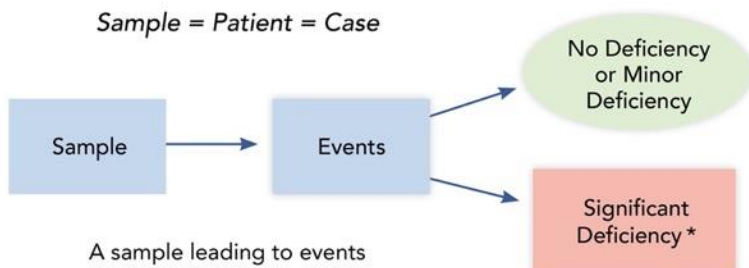 Sample = Patient = Case
Sample
Events
No Deficiency
or Minor
Deficiency
Significant
Deficiency *
A sample leading to events